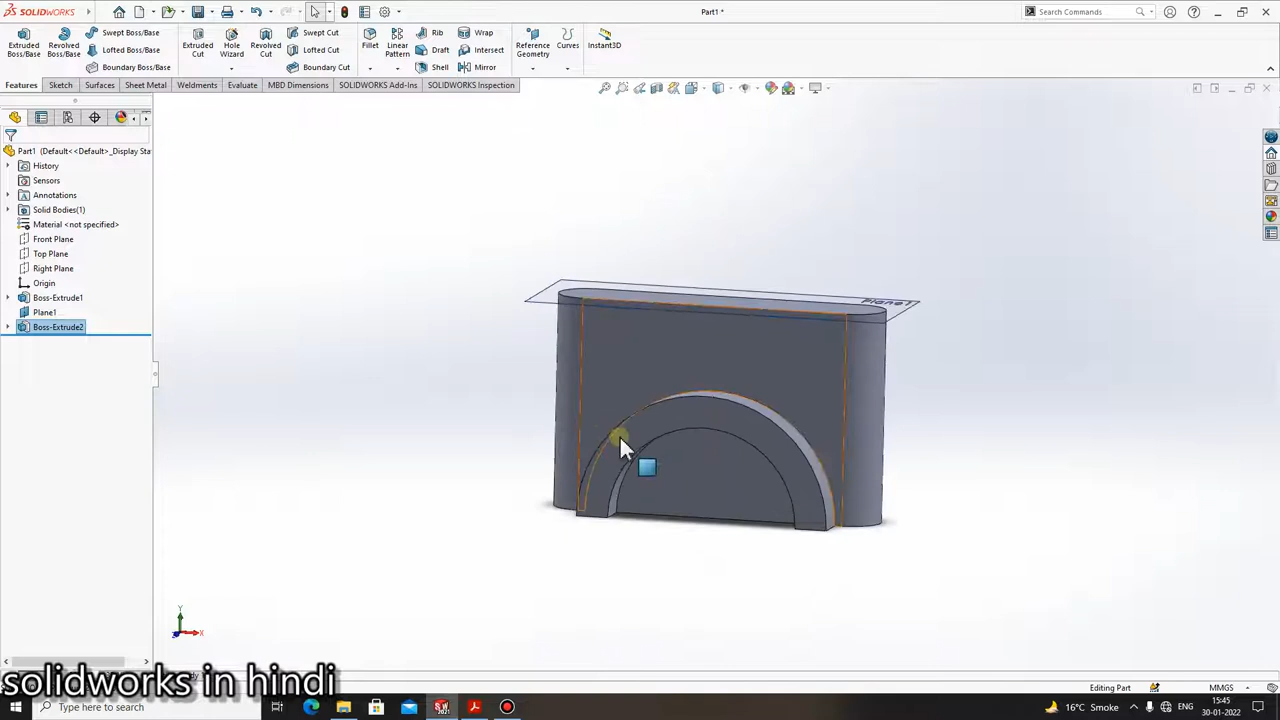 SOLIDWORKS
Part1 *
Search Commands
Extruded Boss/Base
Revolved Boss/Base
Swept Boss/Base
Lofted Boss/Base
Boundary Boss/Base
Extruded Cut
Hole Wizard
Revolved Cut
Swept Cut
Lofted Cut
Boundary Cut
Fillet
Linear Pattern
Rib
Draft
Shell
Wrap
Intersect
Mirror
Reference Geometry
Curves
Instant3D
Features
Sketch
Surfaces
Sheet Metal
Weldments
Evaluate
MBD Dimensions
SOLIDWORKS Add-Ins
SOLIDWORKS Inspection
Part1 (Default<<Default>_Display Sta
History
Sensors
Annotations
Solid Bodies(1)
Material <not specified>
Front Plane
Top Plane
Right Plane
Origin
Boss-Extrude1
Plane1
Boss-Extrude2
Plane1
Y
X
Z
solidworks in hindi
Editing Part
MMGS
Type here to search
SW
2021
16°C Smoke
ENG
15:45
30-01-2022